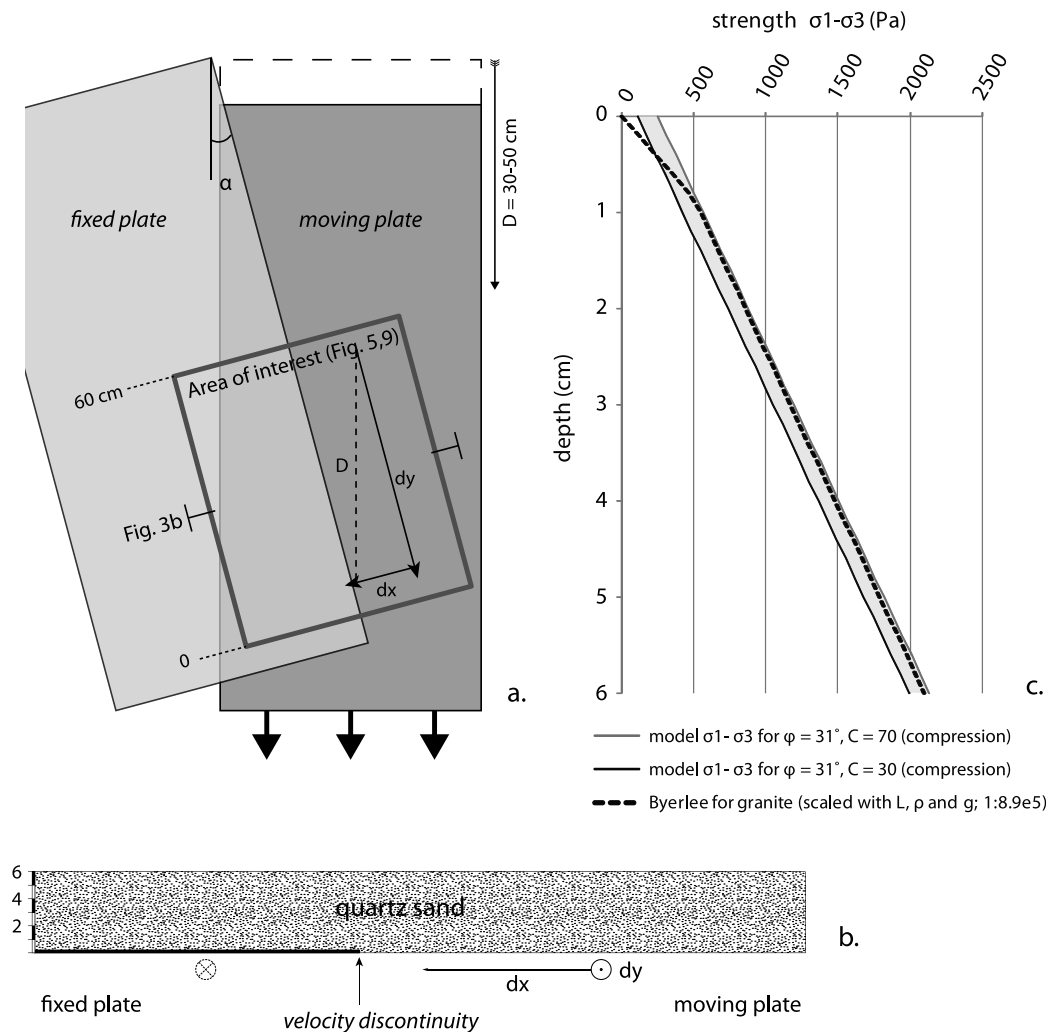 α
fixed plate
moving plate
D = 30-50 cm
Area of interest (Fig. 5,9)
60 cm
D
dy
Fig. 3b
dx
0
a.
strength σ1-σ3 (Pa)
0
500
1000
1500
2000
2500
depth (cm)
0
1
2
3
4
5
6
c.
model σ1- σ3 for φ = 31˚, C = 70 (compression)
model σ1- σ3 for φ = 31˚, C = 30 (compression)
Byerlee for granite (scaled with L, ρ and g; 1:8.9e5)
6
4
2
quartz sand
b.
dx
dy
fixed plate
velocity discontinuity
moving plate